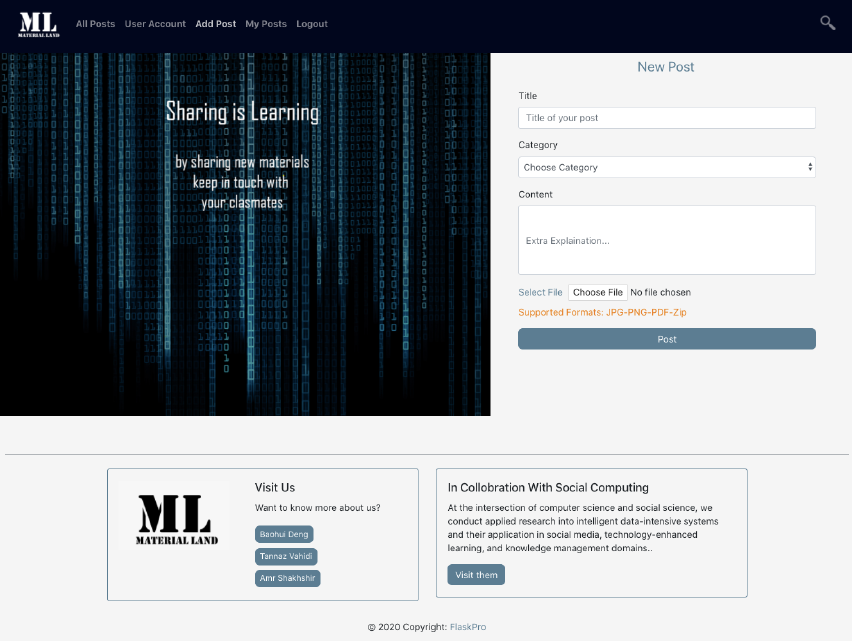 ML
MATERIAL LAND
All Posts User Account Add Post My Posts Logout
Sharing is Learning
by sharing new materials
keep in touch with
your clasmates
New Post
Title
Title of your post
Category
Choose Category
Content
Extra Explaination...
Select File Choose File No file chosen
Supported Formats: JPG-PNG-PDF-Zip
Post
ML
MATERIAL LAND
Visit Us
Want to know more about us?
Baohui Deng
Tannaz Vahidi
Amr Shakhshir
In Collobration With Social Computing
At the intersection of computer science and social science, we
conduct applied research into intelligent data-intensive systems
and their application in social media, technology-enhanced
learning, and knowledge management domains..
Visit them
© 2020 Copyright: FlaskPro